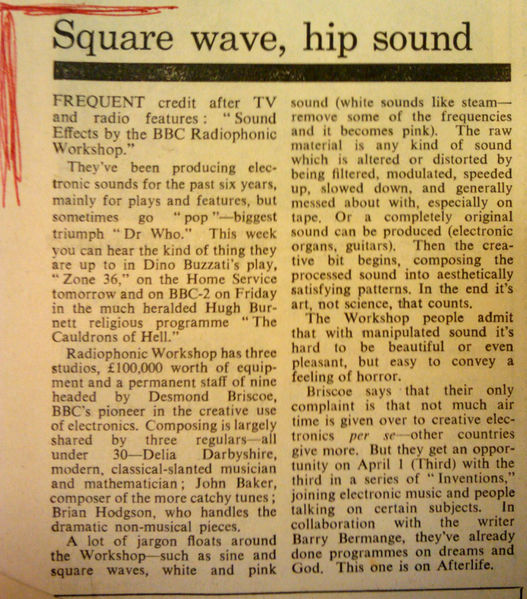 Square wave, hip sound
FREQUENT credit after TV
and radio features: "Sound
Effects by the BBC Radiophonic
Workshop."
They've been producing elec-
tronic sounds for the past six years,
mainly for plays and features, but
sometimes go "pop"—biggest
triumph "Dr Who." This week
you can hear the kind of thing they
are up to in Dino Buzzati's play,
"Zone 36," on the Home Service
tomorrow and on BBC-2 on Friday
in the much heralded Hugh Bur-
nett religious programme "The
Cauldrons of Hell."
Radiophonic Workshop has three
studios, £100,000 worth of equip-
ment and a permanent staff of nine
headed by Desmond Briscoe,
BBC's pioneer in the creative use
of electronics. Composing is largely
shared by three regulars—all
under 30—Delia Darbyshire,
modern, classical-slanted musician
and mathematician; John Baker,
composer of the more catchy tunes;
Brian Hodgson, who handles the
dramatic non-musical pieces.
A lot of jargon floats around
the Workshop—such as sine and
square waves, white and pink
sound (white sounds like steam—
remove some of the frequencies
and it becomes pink). The raw
material is any kind of sound
which is altered or distorted by
being filtered, modulated, speeded
up, slowed down, and generally
messed about with, especially on
tape. Or a completely original
sound can be produced (electronic
organs, guitars). Then the crea-
tive bit begins, composing the
processed sound into aesthetically
satisfying patterns. In the end it's
art, not science, that counts.
The Workshop people admit
that with manipulated sound it's
hard to be beautiful or even
pleasant, but easy to convey a
feeling of horror.
Briscoe says that their only
complaint is that not much air
time is given over to creative elec-
tronics per se—other countries
give more. But they get an oppor-
tunity on April 1 (Third) with the
third in a series of "Inventions,"
joining electronic music and people
talking on certain subjects. In
collaboration with the writer
Barry Bermange, they've already
done programmes on dreams and
God. This one is on Afterlife.